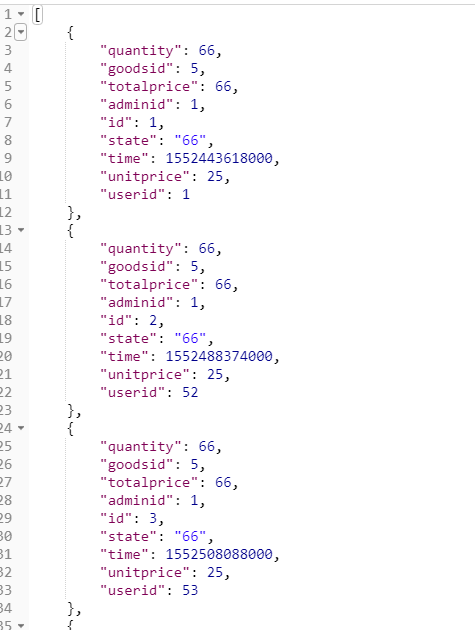 1 [
2 {
3 "quantity": 66,
4 "goodsid": 5,
5 "totalprice": 66,
6 "adminid": 1,
7 "id": 1,
8 "state": "66",
9 "time": 1552443618000,
10 "unitprice": 25,
11 "userid": 1
12 },
13 {
14 "quantity": 66,
15 "goodsid": 5,
16 "totalprice": 66,
17 "adminid": 1,
18 "id": 2,
19 "state": "66",
20 "time": 1552488374000,
21 "unitprice": 25,
22 "userid": 52
23 },
24 {
25 "quantity": 66,
26 "goodsid": 5,
27 "totalprice": 66,
28 "adminid": 1,
29 "id": 3,
30 "state": "66",
31 "time": 1552508088000,
32 "unitprice": 25,
33 "userid": 53
34 },
35 {